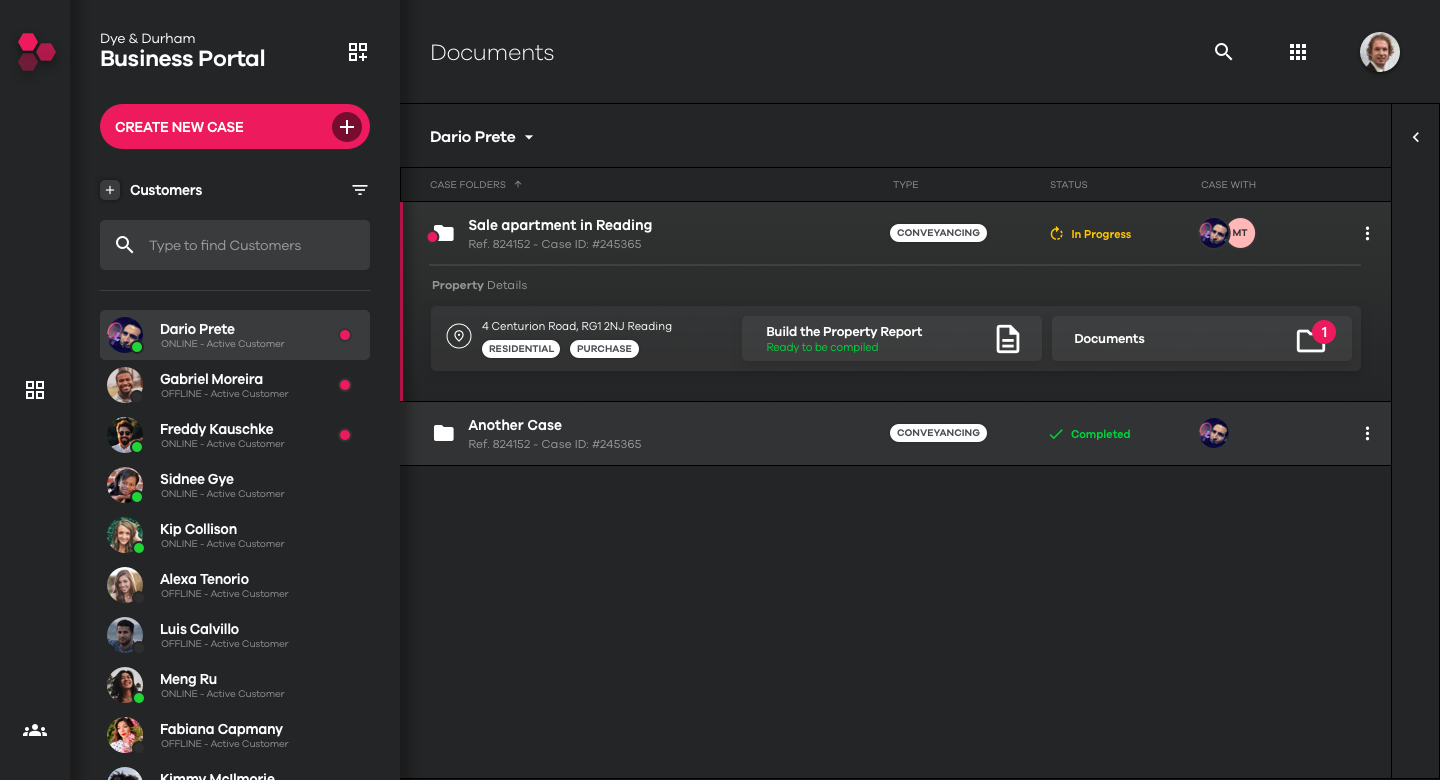 Dye & Durham
Business Portal
CREATE NEW CASE
Customers
Type to find Customers
Dario Prete
ONLINE - Active Customer
Gabriel Moreira
OFFLINE - Active Customer
Freddy Kauschke
ONLINE - Active Customer
Sidnee Gye
ONLINE - Active Customer
Kip Collison
ONLINE - Active Customer
Alexa Tenorio
OFFLINE - Active Customer
Luis Calvillo
OFFLINE - Active Customer
Meng Ru
ONLINE - Active Customer
Fabiana Capmany
OFFLINE - Active Customer
Kimmy McIlmorie
Documents
Dario Prete
CASE FOLDERS TYPE STATUS CASE WITH
Sale apartment in Reading
Ref. 824152 - Case ID: #245365
CONVEYANCING
In Progress
MT
Property Details
4 Centurion Road, RG1 2NJ Reading
RESIDENTIAL PURCHASE
Build the Property Report
Ready to be compiled
Documents
1
Another Case
Ref. 824152 - Case ID: #245365
CONVEYANCING
Completed